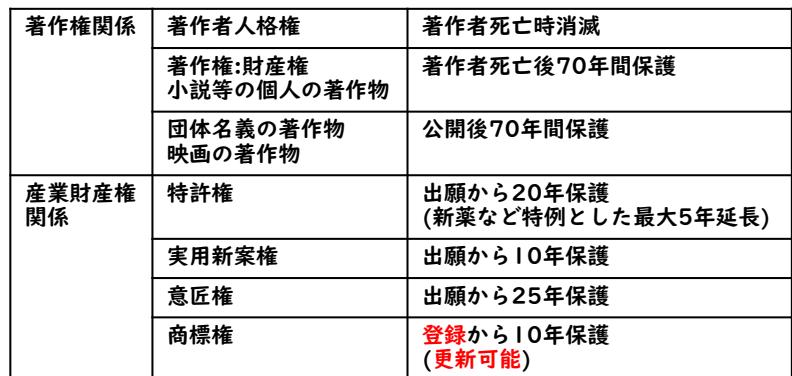 著作権関係
著作者人格権
著作者死亡時消滅
著作権:財産権
小説等の個人の著作物
著作者死亡後70年間保護
団体名義の著作物
映画の著作物
公開後70年間保護
産業財産権
関係
特許権
出願から20年保護
(新薬など特例とした最大5年延長)
実用新案権
出願から10年保護
意匠権
出願から25年保護
商標権
登録から10年保護
(更新可能)